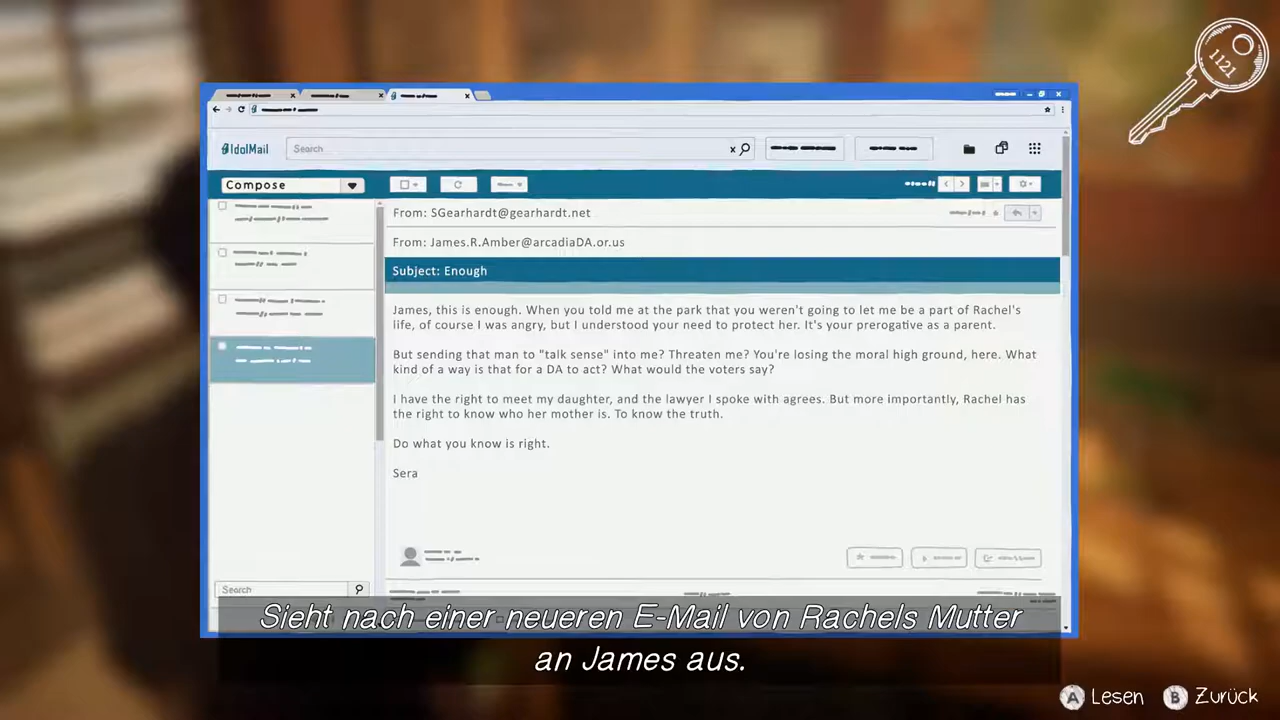 1121
IdolMail
Search
Compose
From: SGearhardt@gearhardt.net
From: James.R.Amber@arcadiaDA.or.us
Subject: Enough
James, this is enough. When you told me at the park that you weren't going to let me be a part of Rachel's
life, of course I was angry, but I understood your need to protect her. It's your prerogative as a parent.
But sending that man to "talk sense" into me? Threaten me? You're losing the moral high ground, here. What
kind of a way is that for a DA to act? What would the voters say?
I have the right to meet my daughter, and the lawyer I spoke with agrees. But more importantly, Rachel has
the right to know who her mother is. To know the truth.
Do what you know is right.
Sera
Search
Sieht nach einer neueren E-Mail von Rachels Mutter
an James aus.
A Lesen B Zurück